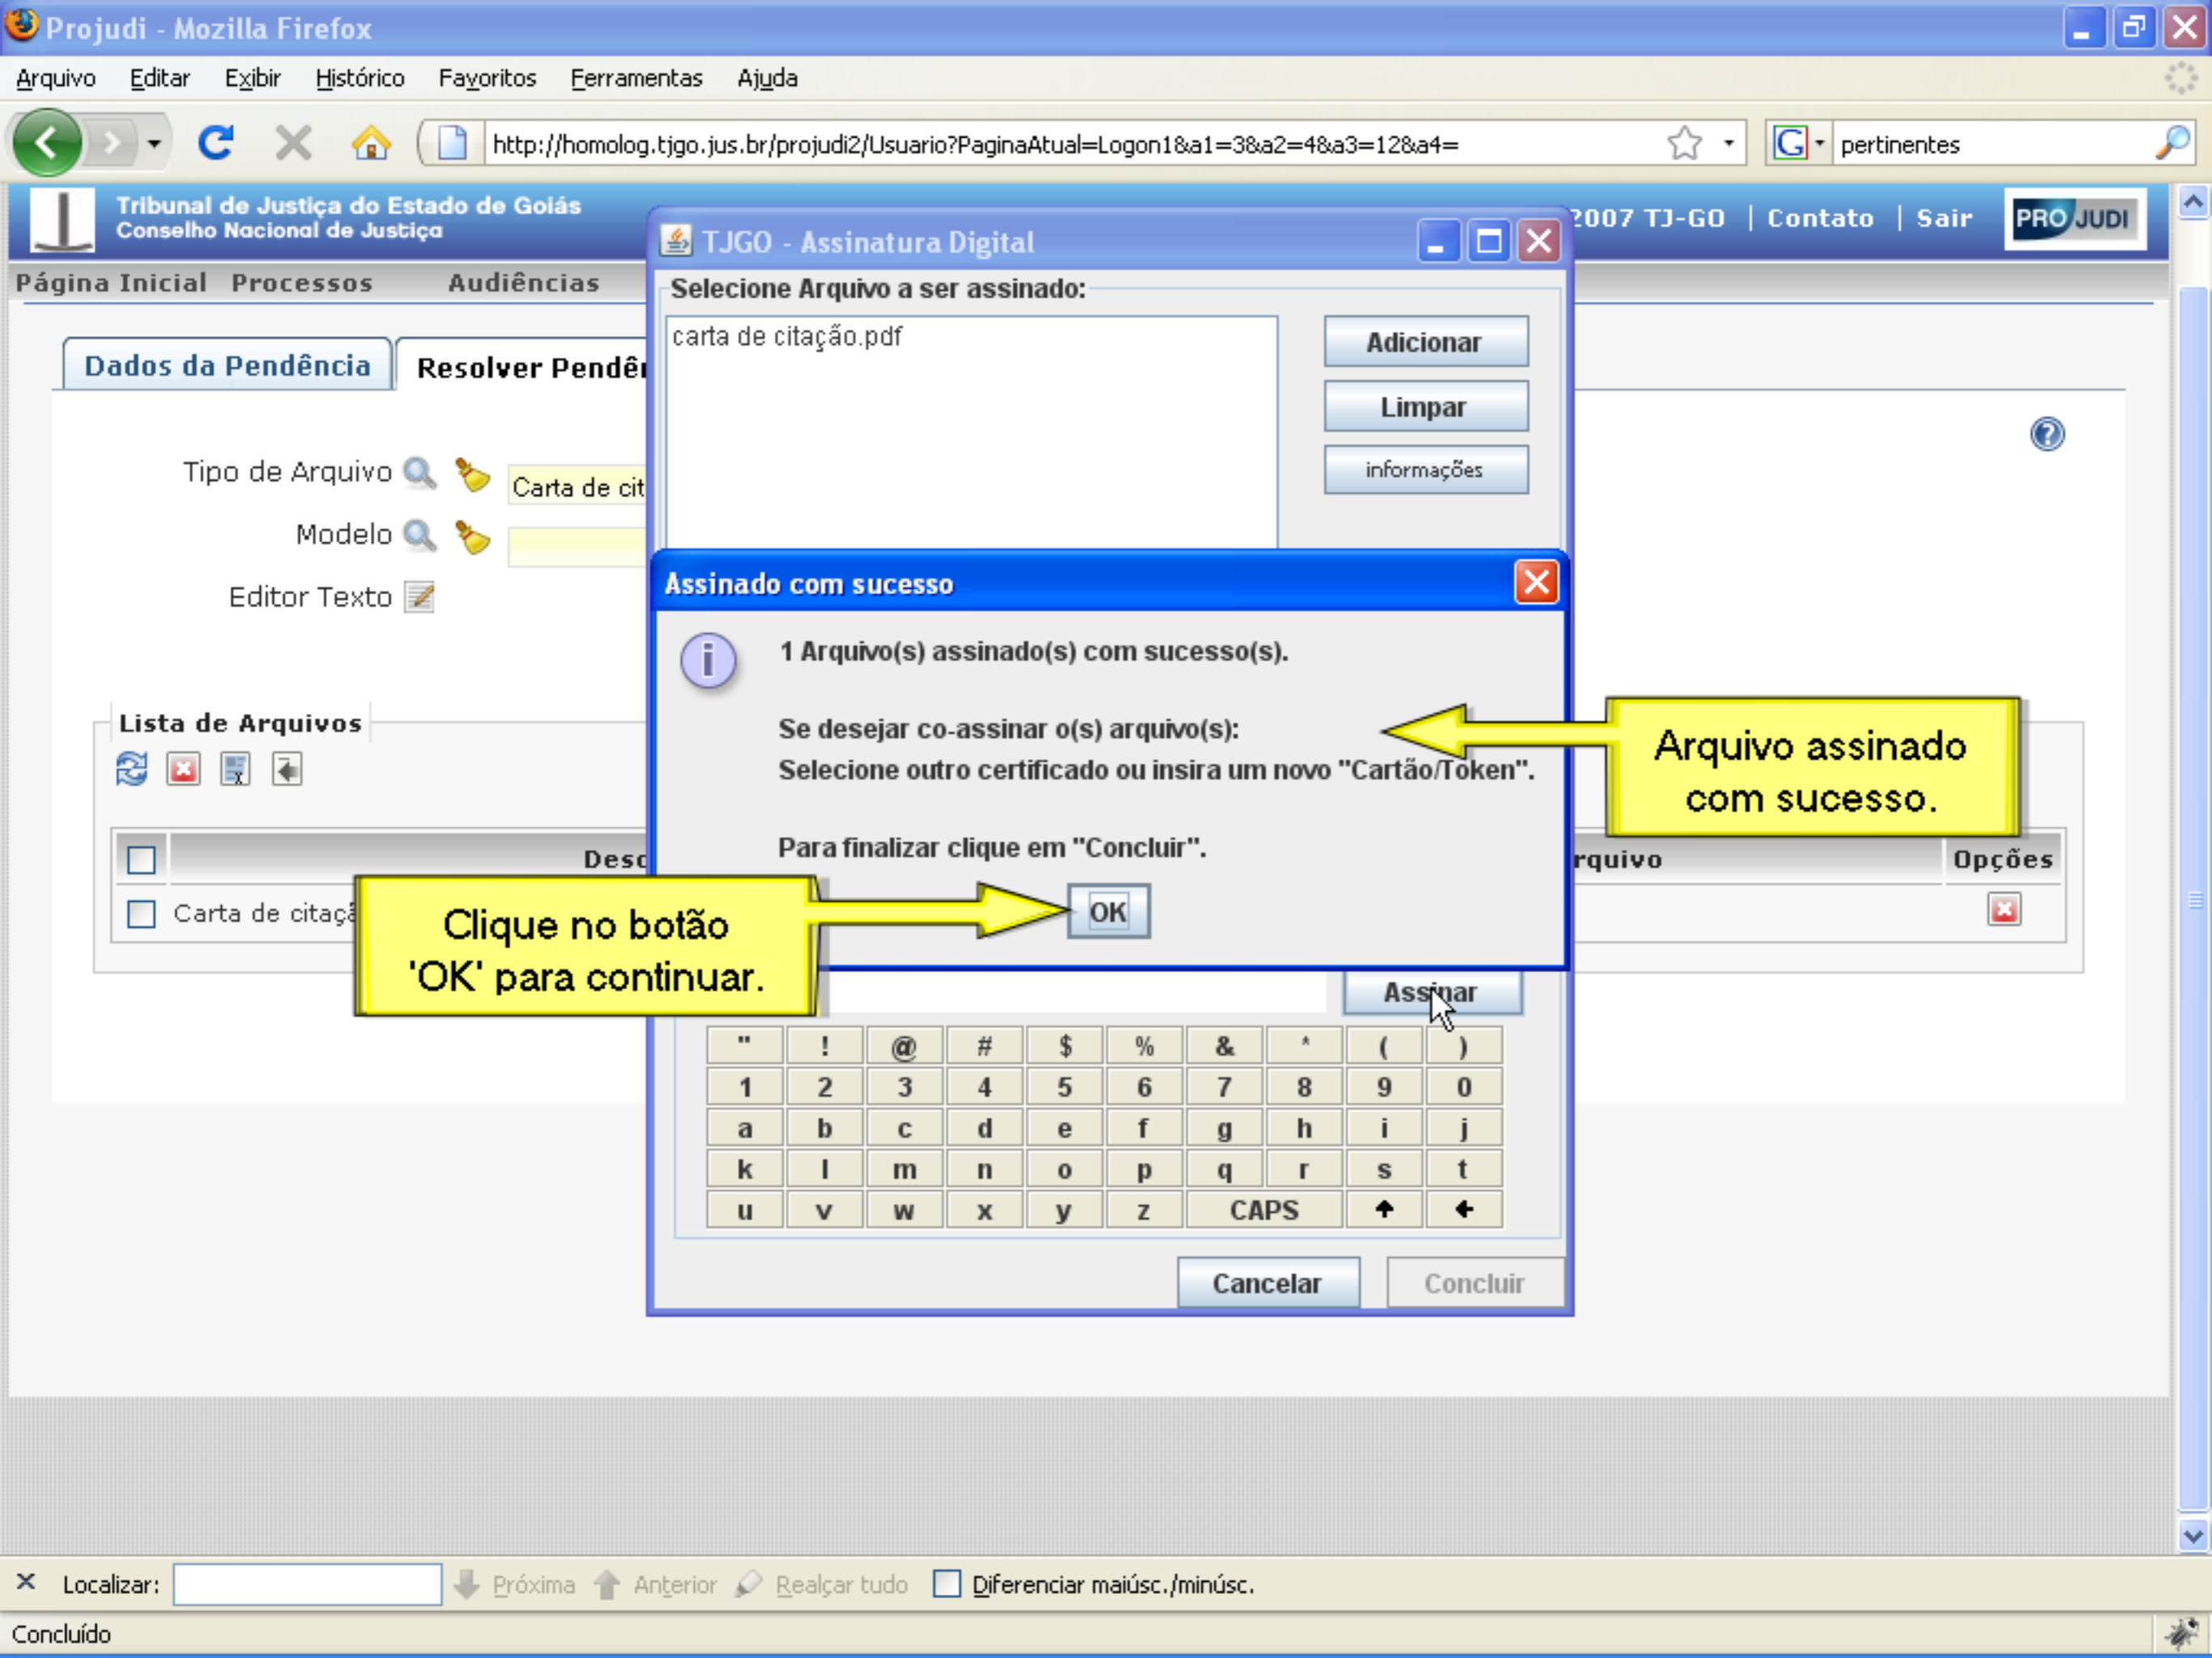 Projudi - Mozilla Firefox
Arquivo Editar Exibir Histórico Favoritos Ferramentas Ajuda
http://homolog.tjgo.jus.br/projudi2/Usuario?PaginaAtual=Logon1&a1=3&a2=4&a3=12&a4=
G pertinentes
Tribunal de Justiça do Estado de Goiás
Conselho Nacional de Justiça
2007 TJ-GO | Contato | Sair
PROJUDI
Página Inicial Processos Audiências
TJGO - Assinatura Digital
Selecione Arquivo a ser assinado:
carta de citação.pdf
Adicionar
Limpar
informações
Dados da Pendência
Resolver Pendên
Tipo de Arquivo
Carta de cit
Modelo
Editor Texto
Assinado com sucesso
1 Arquivo(s) assinado(s) com sucesso(s).
Se desejar co-assinar o(s) arquivo(s):
Selecione outro certificado ou insira um novo "Cartão/Token".
Para finalizar clique em "Concluir".
OK
Arquivo assinado
com sucesso.
Lista de Arquivos
Desc
rquivo
Opções
Carta de citaçã
Clique no botão
'OK' para continuar.
Assinar
" ! @ # $ % & * ( )
1 2 3 4 5 6 7 8 9 0
a b c d e f g h i j
k l m n o p q r s t
u v w x y z CAPS
Cancelar
Concluir
Localizar: Próxima Anterior Realçar tudo Diferenciar maiúsc./minúsc.
Concluído